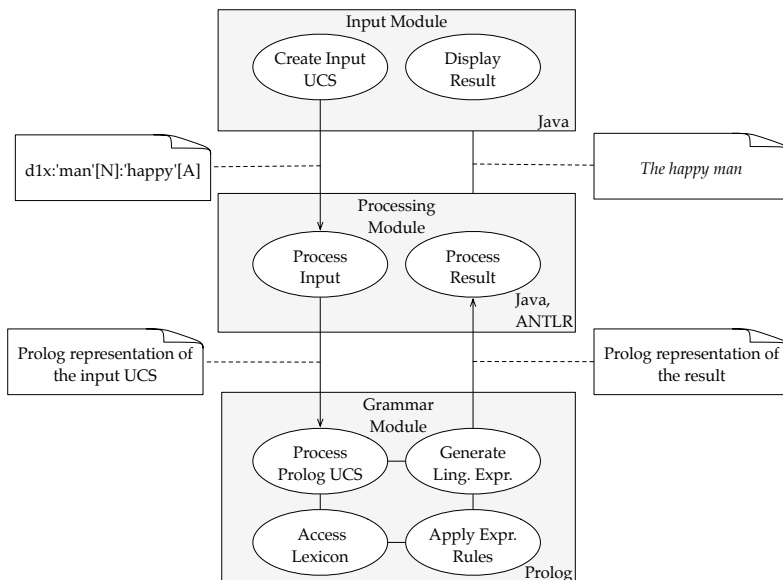 Input Module
Create Input
UCS
Display
Result
Java
d1x:'man'[N]:'happy'[A]
The happy man
Processing
Module
Process
Input
Process
Result
Java,
ANTLR
Prolog representation of
the input UCS
Prolog representation of
the result
Grammar
Module
Process
Prolog UCS
Generate
Ling. Expr.
Access
Lexicon
Apply Expr.
Rules
Prolog